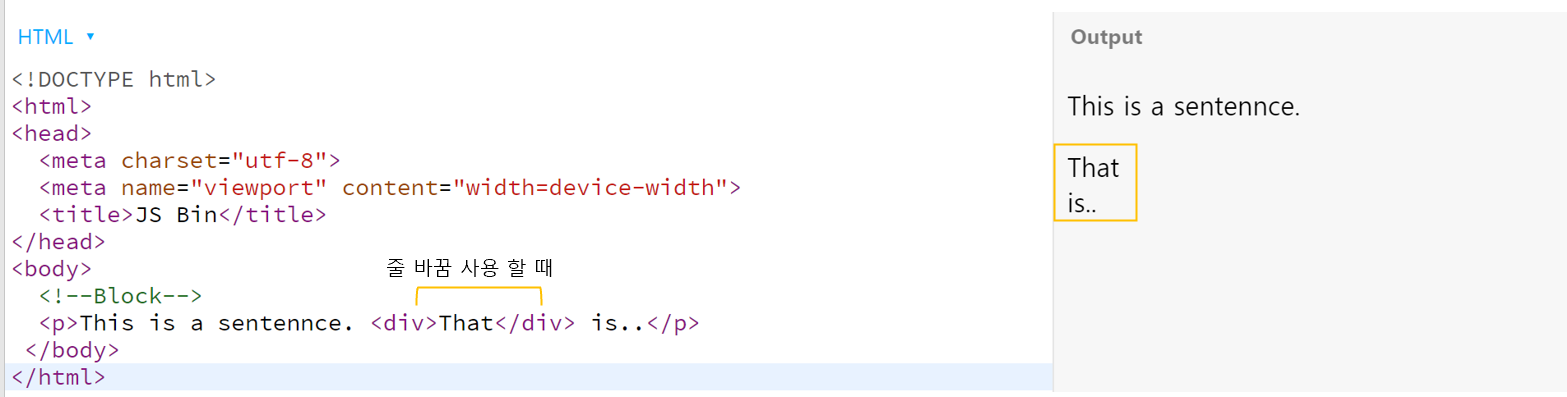 HTML ▼
Output
<!DOCTYPE html>
<html>
<head>
<meta charset="utf-8">
<meta name="viewport" content="width=device-width">
<title>JS Bin</title>
</head>
<body>
줄 바꿈 사용 할 때
<!--Block-->
<p>This is a sentennce. <div>That</div> is..</p>
</body>
</html>
This is a sentennce.
That
is..